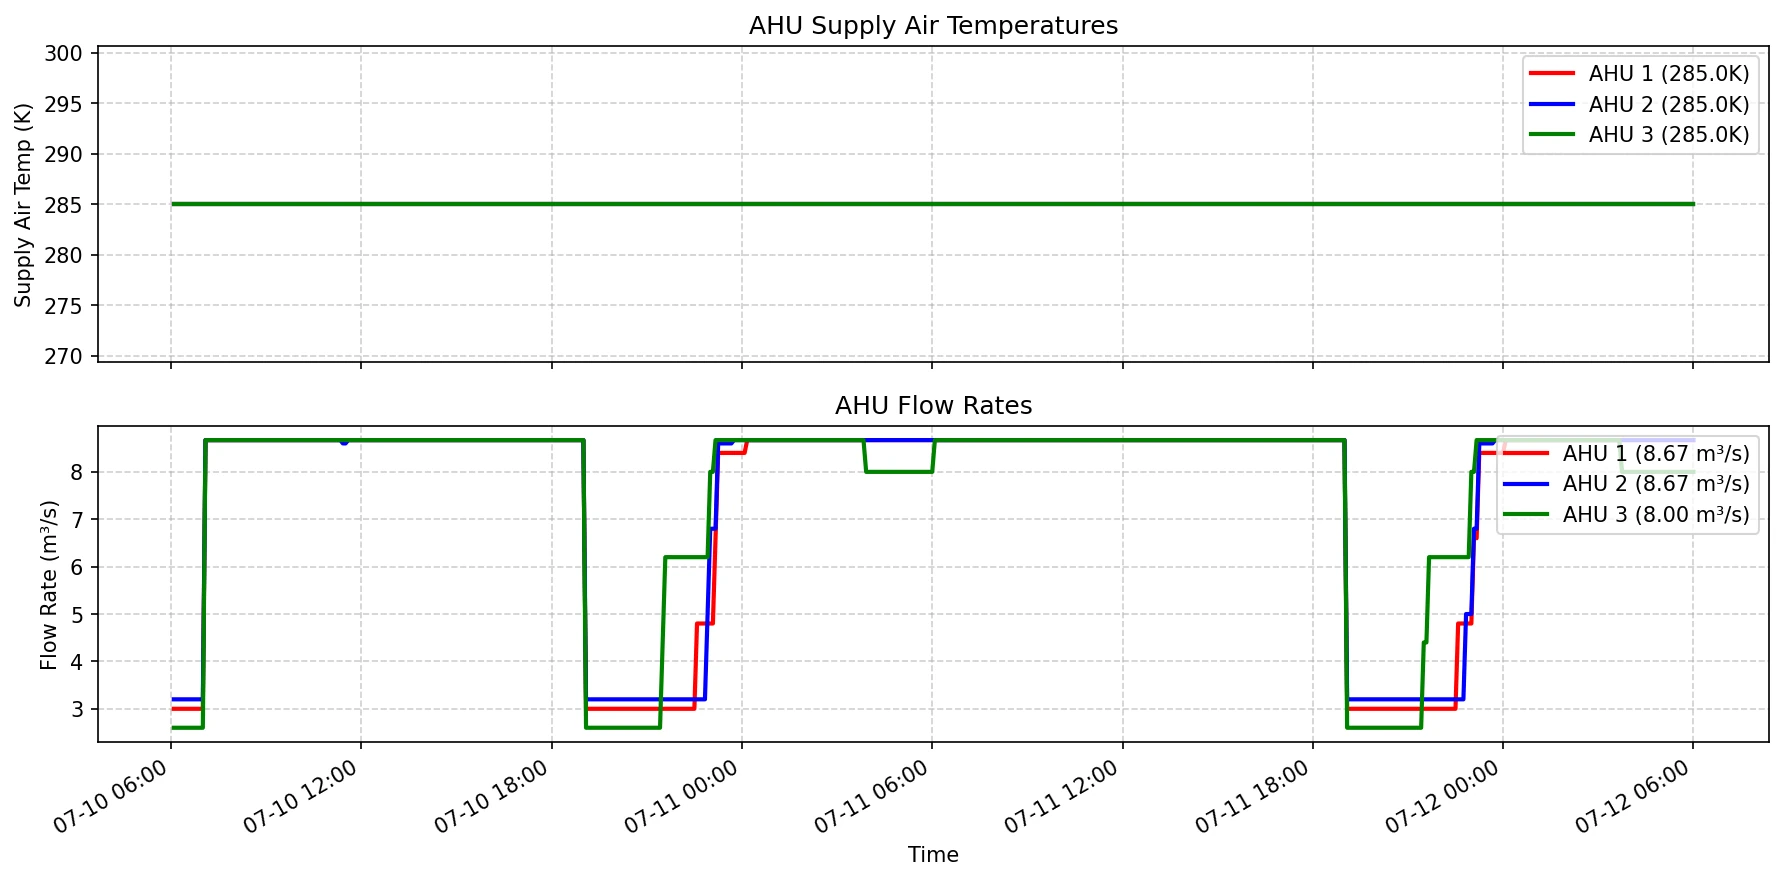 AHU Supply Air Temperatures
Supply Air Temp (K)
300
295
290
285
280
275
270
AHU 1 (285.0K)
AHU 2 (285.0K)
AHU 3 (285.0K)
AHU Flow Rates
Flow Rate (m³/s)
8
7
6
5
4
3
AHU 1 (8.67 m³/s)
AHU 2 (8.67 m³/s)
AHU 3 (8.00 m³/s)
07-10 06:00
07-10 12:00
07-10 18:00
07-11 00:00
07-11 06:00
07-11 12:00
07-11 18:00
07-12 00:00
07-12 06:00
Time